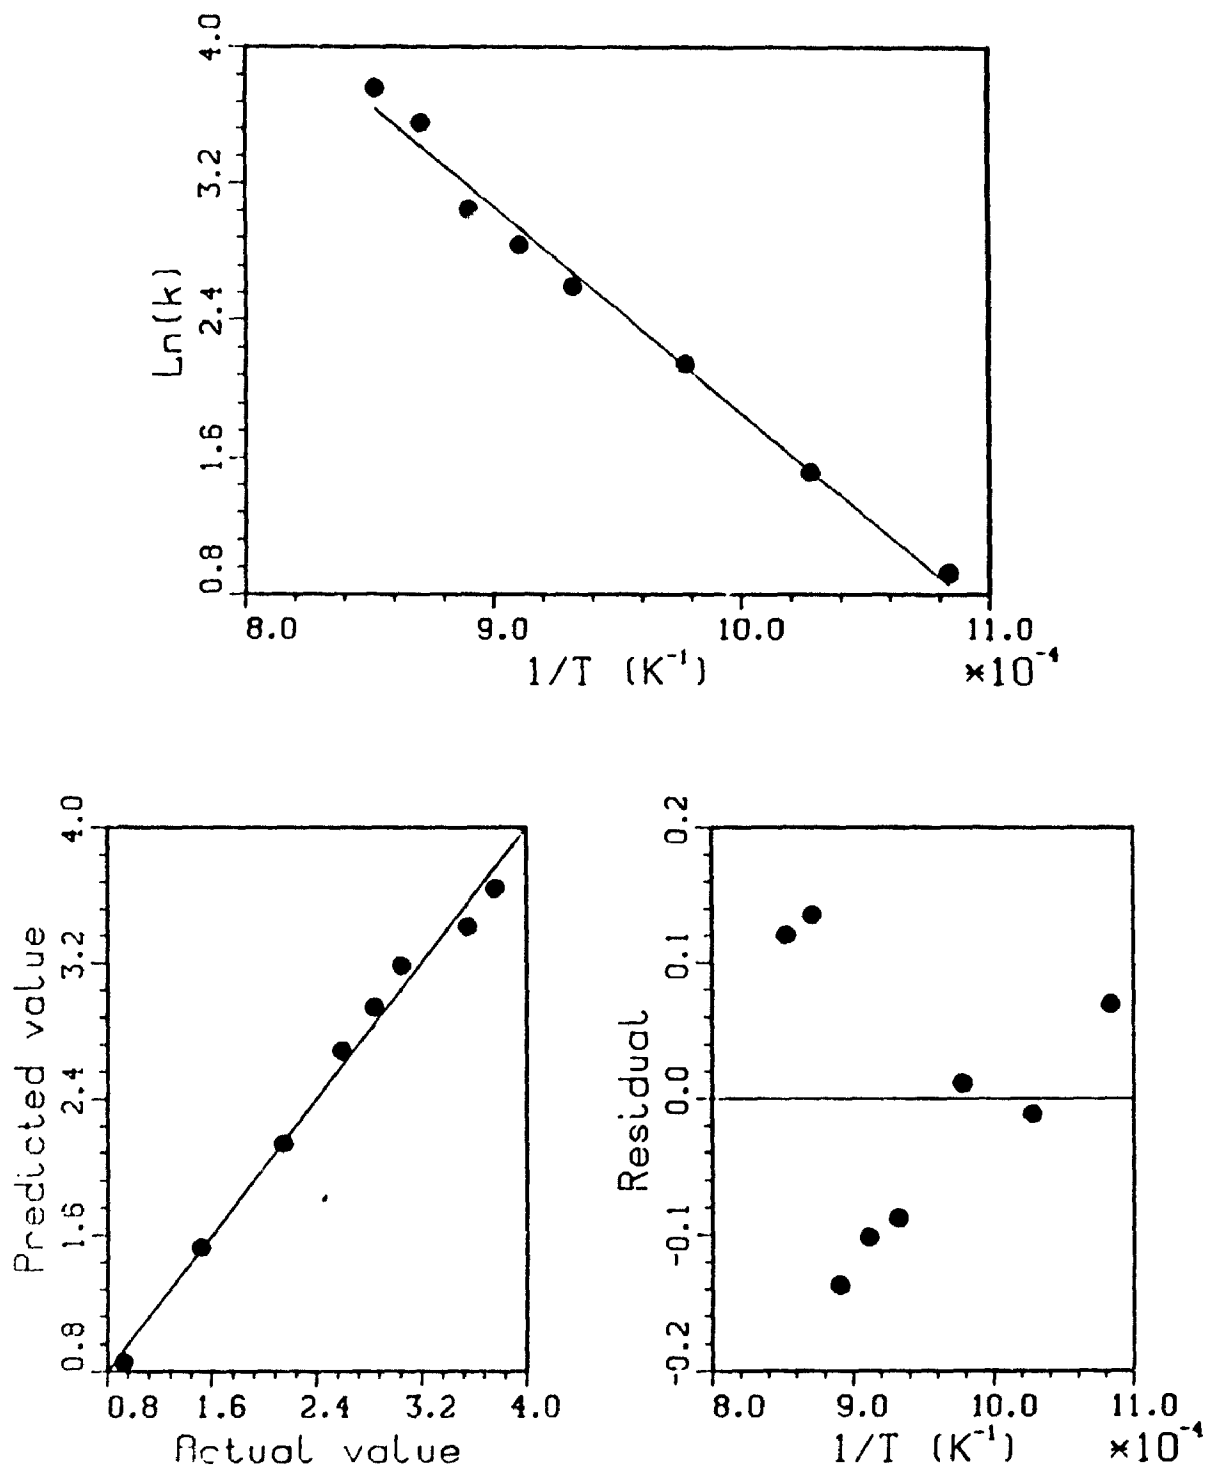 4.0
3.2
2.4
1.6
0.8
Ln(k)
8.0 9.0 10.0 11.0
1/T (K⁻¹) ×10⁻⁴
4.0
3.2
2.4
1.6
0.8
Predicted value
0.8 1.6 2.4 3.2 4.0
Actual value
0.2
0.1
0.0
-0.1
-0.2
Residual
8.0 9.0 10.0 11.0
1/T (K⁻¹) ×10⁻⁴